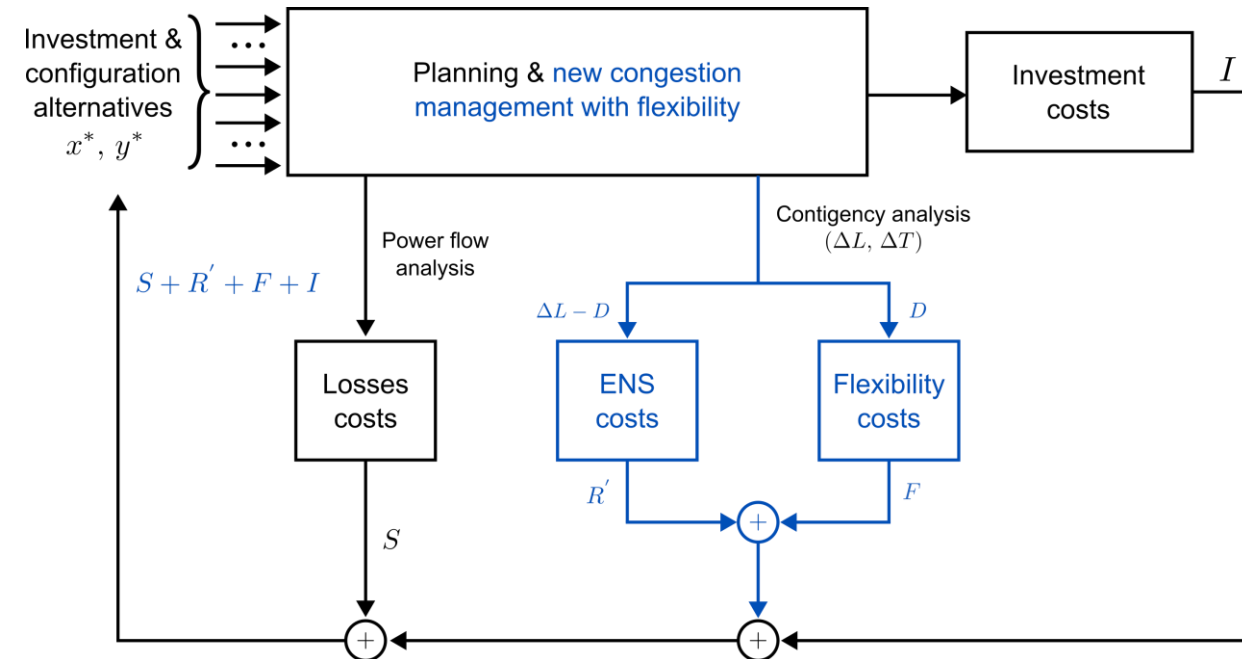 Investment &
configuration
alternatives
x*, y*
...
...
Planning & new congestion
management with flexibility
Investment
costs
I
Power flow
analysis
Contigency analysis
(ΔL, ΔT)
S + R' + F + I
ΔL − D
D
Losses
costs
ENS
costs
Flexibility
costs
R'
F
+
S
+
+